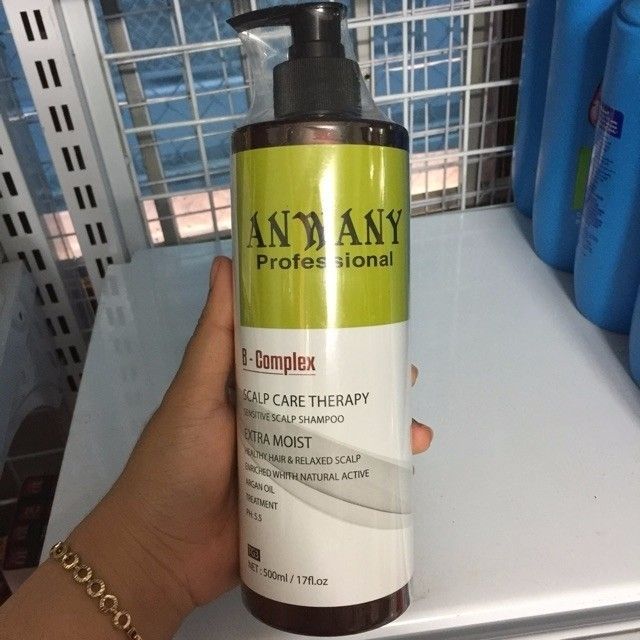 ANWANY
Professional
B - Complex
SCALP CARE THERAPY
SENSITIVE SCALP SHAMPOO
EXTRA MOIST
HEALTHY HAIR & RELAXED SCALP
ENRICHED WHITH NATURAL ACTIVE
ARGAN OIL
TREATMENT
PH: 5.5
NET : 500ml / 17fl.oz